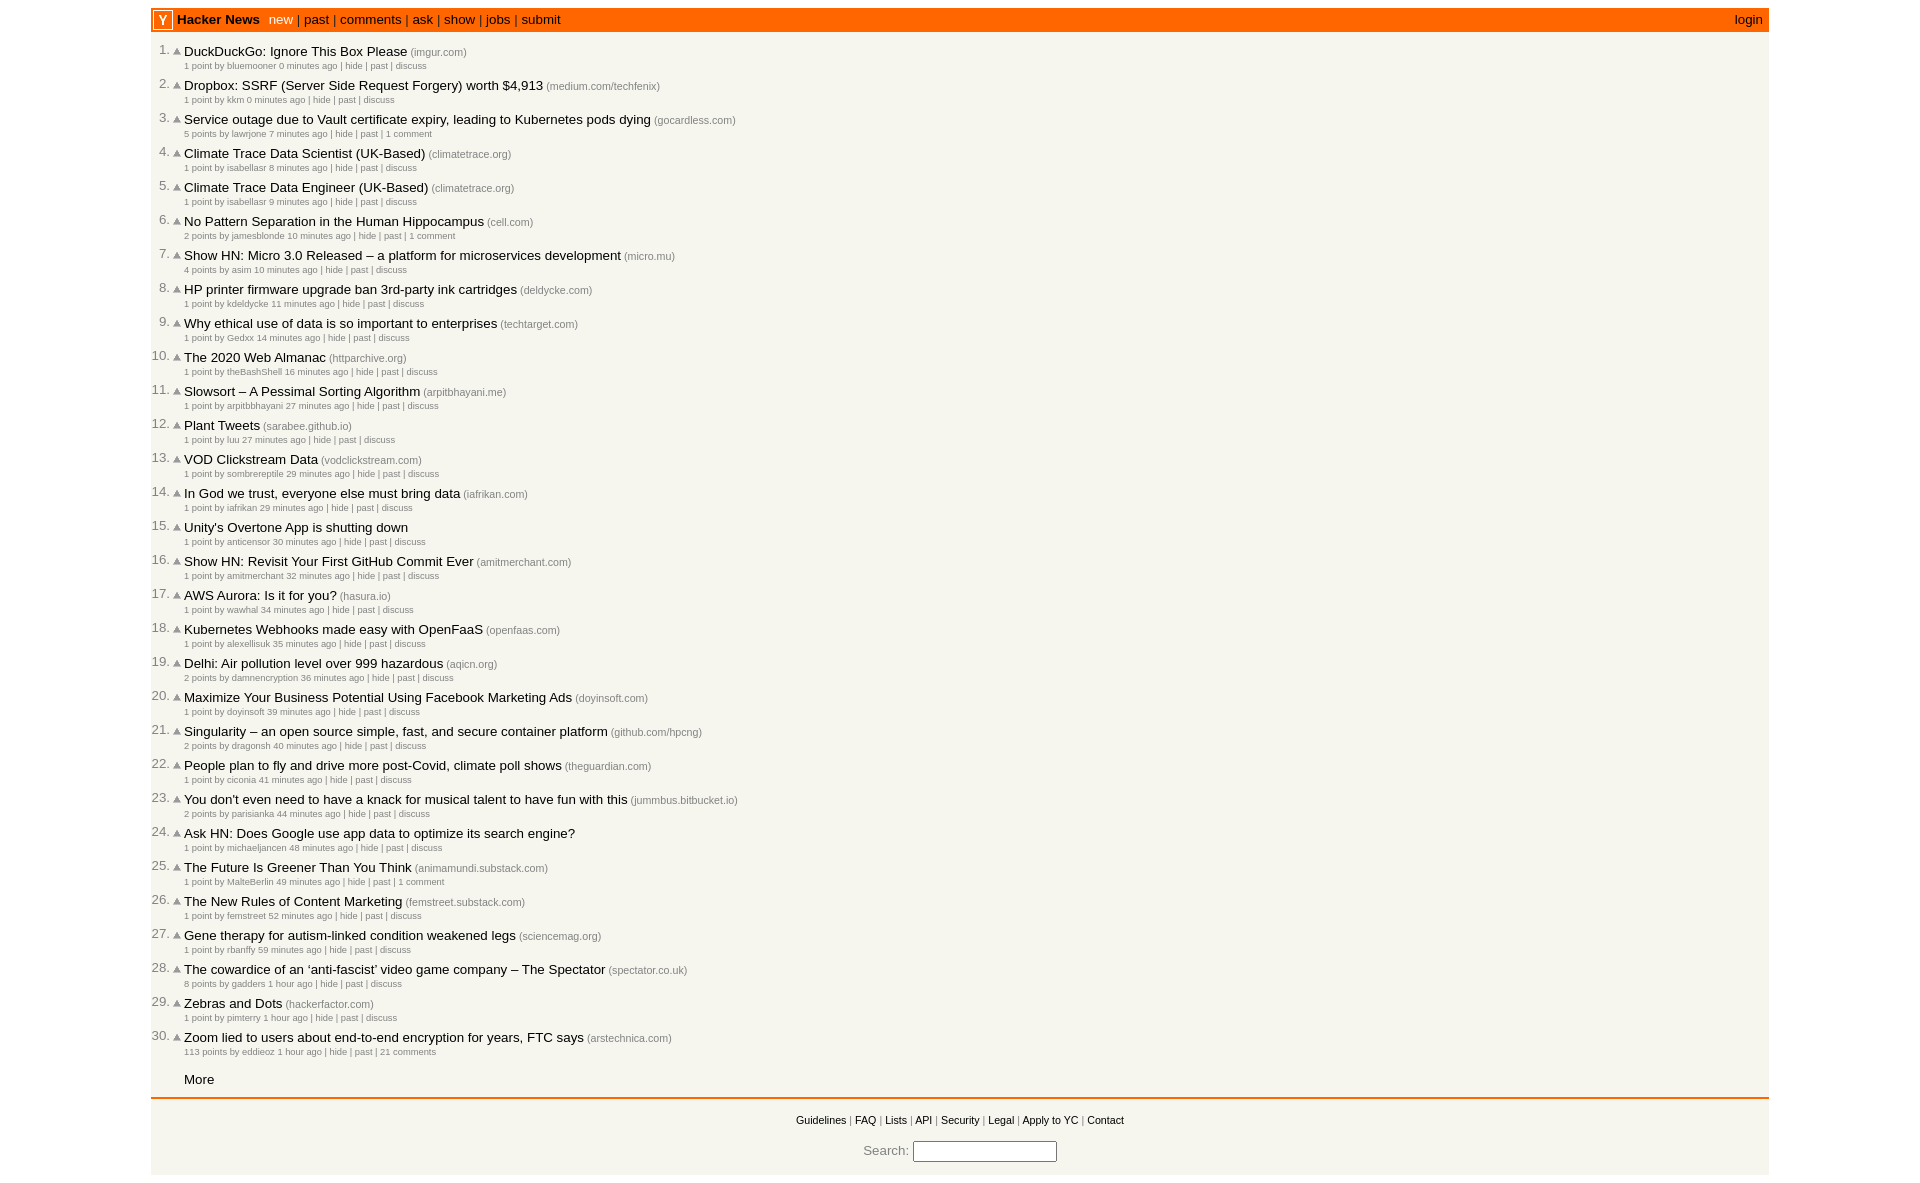 Y Hacker News new | past | comments | ask | show | jobs | submit login
1. DuckDuckGo: Ignore This Box Please (imgur.com)
1 point by bluemooner 0 minutes ago | hide | past | discuss
2. Dropbox: SSRF (Server Side Request Forgery) worth $4,913 (medium.com/techfenix)
1 point by kkm 0 minutes ago | hide | past | discuss
3. Service outage due to Vault certificate expiry, leading to Kubernetes pods dying (gocardless.com)
5 points by lawrjone 7 minutes ago | hide | past | 1 comment
4. Climate Trace Data Scientist (UK-Based) (climatetrace.org)
1 point by isabellasr 8 minutes ago | hide | past | discuss
5. Climate Trace Data Engineer (UK-Based) (climatetrace.org)
1 point by isabellasr 9 minutes ago | hide | past | discuss
6. No Pattern Separation in the Human Hippocampus (cell.com)
2 points by jamesblonde 10 minutes ago | hide | past | 1 comment
7. Show HN: Micro 3.0 Released – a platform for microservices development (micro.mu)
4 points by asim 10 minutes ago | hide | past | discuss
8. HP printer firmware upgrade ban 3rd-party ink cartridges (deldycke.com)
1 point by kdeldycke 11 minutes ago | hide | past | discuss
9. Why ethical use of data is so important to enterprises (techtarget.com)
1 point by Gedxx 14 minutes ago | hide | past | discuss
10. The 2020 Web Almanac (httparchive.org)
1 point by theBashShell 16 minutes ago | hide | past | discuss
11. Slowsort – A Pessimal Sorting Algorithm (arpitbhayani.me)
1 point by arpitbbhayani 27 minutes ago | hide | past | discuss
12. Plant Tweets (sarabee.github.io)
1 point by luu 27 minutes ago | hide | past | discuss
13. VOD Clickstream Data (vodclickstream.com)
1 point by sombrereptile 29 minutes ago | hide | past | discuss
14. In God we trust, everyone else must bring data (iafrikan.com)
1 point by iafrikan 29 minutes ago | hide | past | discuss
15. Unity's Overtone App is shutting down
1 point by anticensor 30 minutes ago | hide | past | discuss
16. Show HN: Revisit Your First GitHub Commit Ever (amitmerchant.com)
1 point by amitmerchant 32 minutes ago | hide | past | discuss
17. AWS Aurora: Is it for you? (hasura.io)
1 point by wawhal 34 minutes ago | hide | past | discuss
18. Kubernetes Webhooks made easy with OpenFaaS (openfaas.com)
1 point by alexellisuk 35 minutes ago | hide | past | discuss
19. Delhi: Air pollution level over 999 hazardous (aqicn.org)
2 points by damnencryption 36 minutes ago | hide | past | discuss
20. Maximize Your Business Potential Using Facebook Marketing Ads (doyinsoft.com)
1 point by doyinsoft 39 minutes ago | hide | past | discuss
21. Singularity – an open source simple, fast, and secure container platform (github.com/hpcng)
2 points by dragonsh 40 minutes ago | hide | past | discuss
22. People plan to fly and drive more post-Covid, climate poll shows (theguardian.com)
1 point by ciconia 41 minutes ago | hide | past | discuss
23. You don't even need to have a knack for musical talent to have fun with this (jummbus.bitbucket.io)
2 points by parisianka 44 minutes ago | hide | past | discuss
24. Ask HN: Does Google use app data to optimize its search engine?
1 point by michaeljancen 48 minutes ago | hide | past | discuss
25. The Future Is Greener Than You Think (animamundi.substack.com)
1 point by MalteBerlin 49 minutes ago | hide | past | 1 comment
26. The New Rules of Content Marketing (femstreet.substack.com)
1 point by femstreet 52 minutes ago | hide | past | discuss
27. Gene therapy for autism-linked condition weakened legs (sciencemag.org)
1 point by rbanffy 59 minutes ago | hide | past | discuss
28. The cowardice of an ‘anti-fascist’ video game company – The Spectator (spectator.co.uk)
8 points by gadders 1 hour ago | hide | past | discuss
29. Zebras and Dots (hackerfactor.com)
1 point by pimterry 1 hour ago | hide | past | discuss
30. Zoom lied to users about end-to-end encryption for years, FTC says (arstechnica.com)
113 points by eddieoz 1 hour ago | hide | past | 21 comments
More
Guidelines | FAQ | Lists | API | Security | Legal | Apply to YC | Contact
Search: